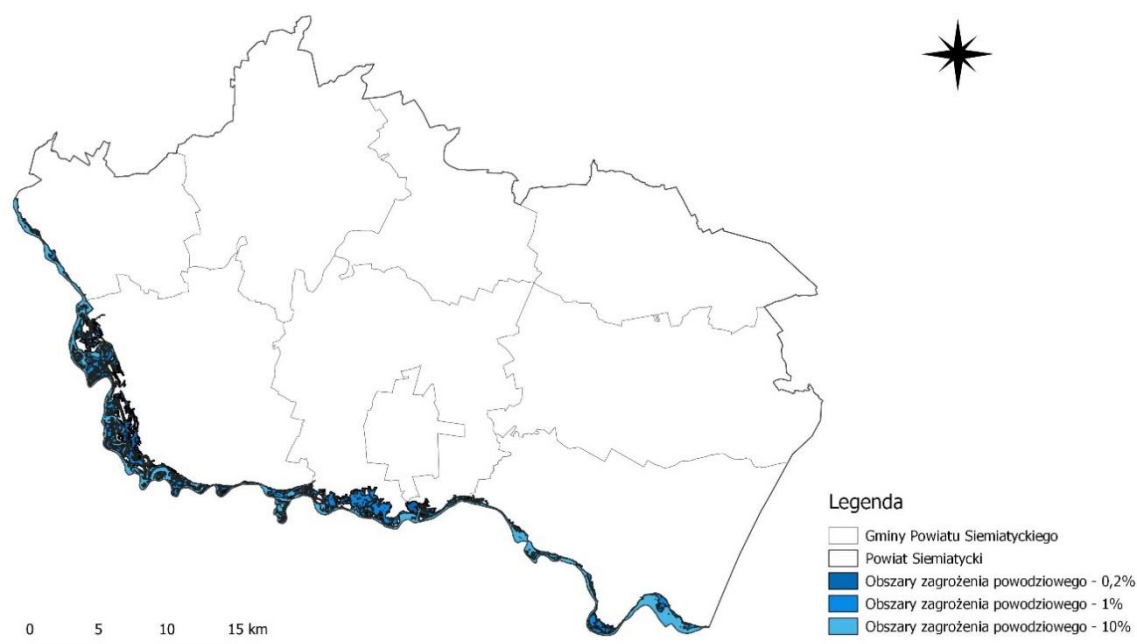 Legenda
Gminy Powiatu Siemiatyckiego
Powiat Siemiatycki
Obszary zagrożenia powodziowego - 0,2%
Obszary zagrożenia powodziowego - 1%
Obszary zagrożenia powodziowego - 10%
0 5 10 15 km